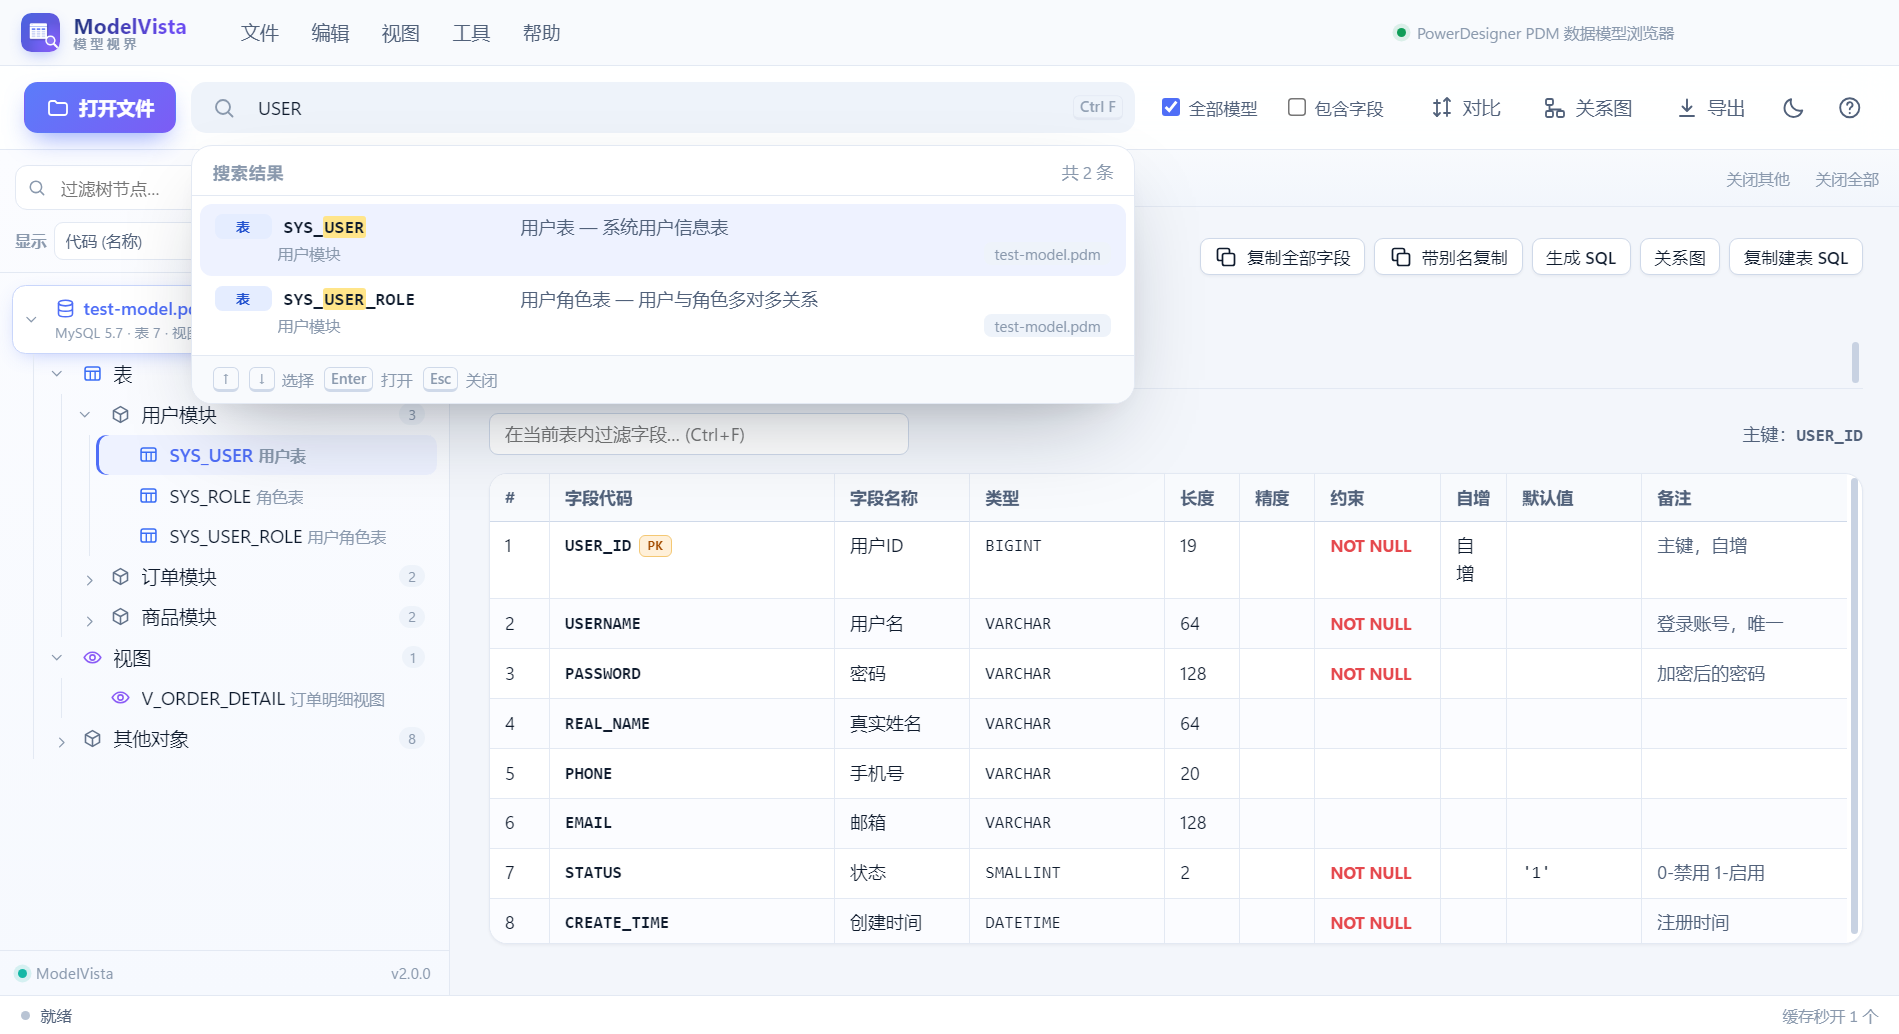 ModelVista
模型视界
文件 编辑 视图 工具 帮助
PowerDesigner PDM 数据模型浏览器
打开文件
USER
Ctrl F
全部模型
包含字段
对比
关系图
导出
过滤树节点...
显示 代码 (名称)
搜索结果
共 2 条
表 SYS_USER 用户表 — 系统用户信息表
用户模块 test-model.pdm
表 SYS_USER_ROLE 用户角色表 — 用户与角色多对多关系
用户模块 test-model.pdm
↑ ↓ 选择 Enter 打开 Esc 关闭
关闭其他 关闭全部
复制全部字段 带别名复制 生成 SQL 关系图 复制建表 SQL
test-model.pd
MySQL 5.7 · 表 7 · 视
表
用户模块 3
SYS_USER 用户表
SYS_ROLE 角色表
SYS_USER_ROLE 用户角色表
订单模块 2
商品模块 2
视图 1
V_ORDER_DETAIL 订单明细视图
其他对象 8
在当前表内过滤字段... (Ctrl+F)
主键：USER_ID
# 字段代码 字段名称 类型 长度 精度 约束 自增 默认值 备注
1 USER_ID PK 用户ID BIGINT 19 NOT NULL 自增 主键，自增
2 USERNAME 用户名 VARCHAR 64 NOT NULL 登录账号，唯一
3 PASSWORD 密码 VARCHAR 128 NOT NULL 加密后的密码
4 REAL_NAME 真实姓名 VARCHAR 64
5 PHONE 手机号 VARCHAR 20
6 EMAIL 邮箱 VARCHAR 128
7 STATUS 状态 SMALLINT 2 NOT NULL '1' 0-禁用 1-启用
8 CREATE_TIME 创建时间 DATETIME NOT NULL 注册时间
ModelVista v2.0.0
就绪
缓存秒开 1 个